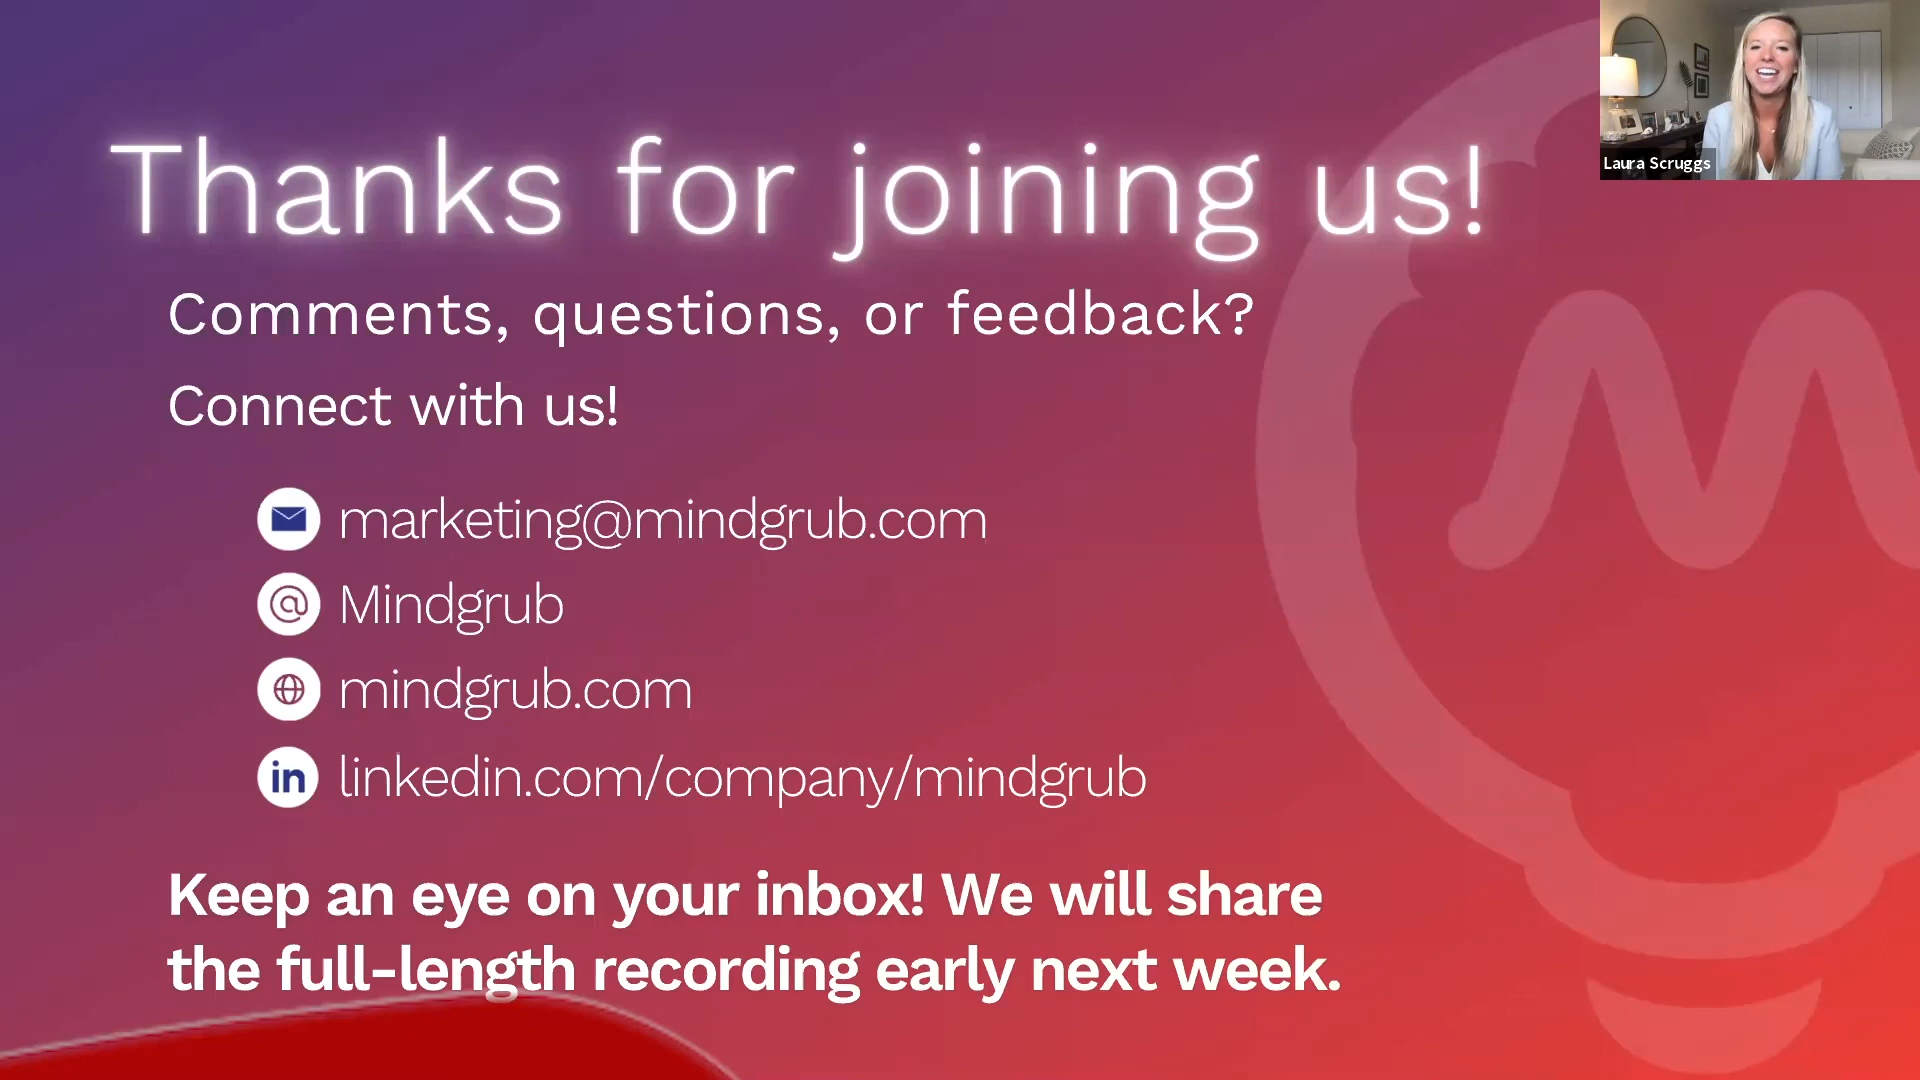 Thanks for joining us!
Laura Scruggs
Comments, questions, or feedback?
Connect with us!
marketing@mindgrub.com
@ Mindgrub
mindgrub.com
in linkedin.com/company/mindgrub
Keep an eye on your inbox! We will share
the full-length recording early next week.